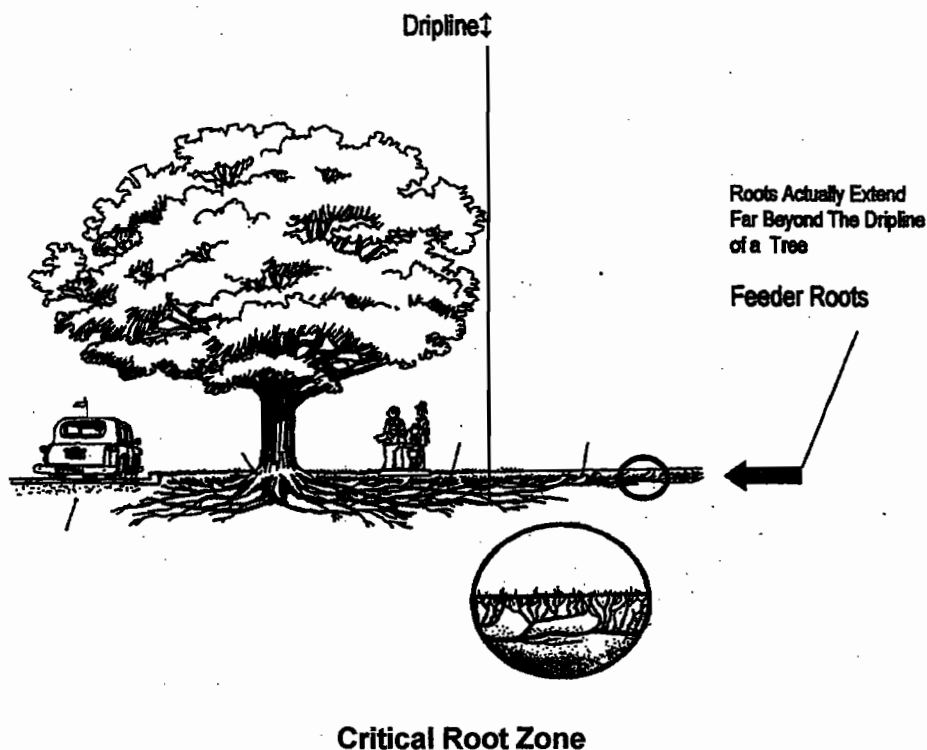 Dripline↕
Roots Actually Extend
Far Beyond The Dripline
of a Tree
Feeder Roots
Critical Root Zone